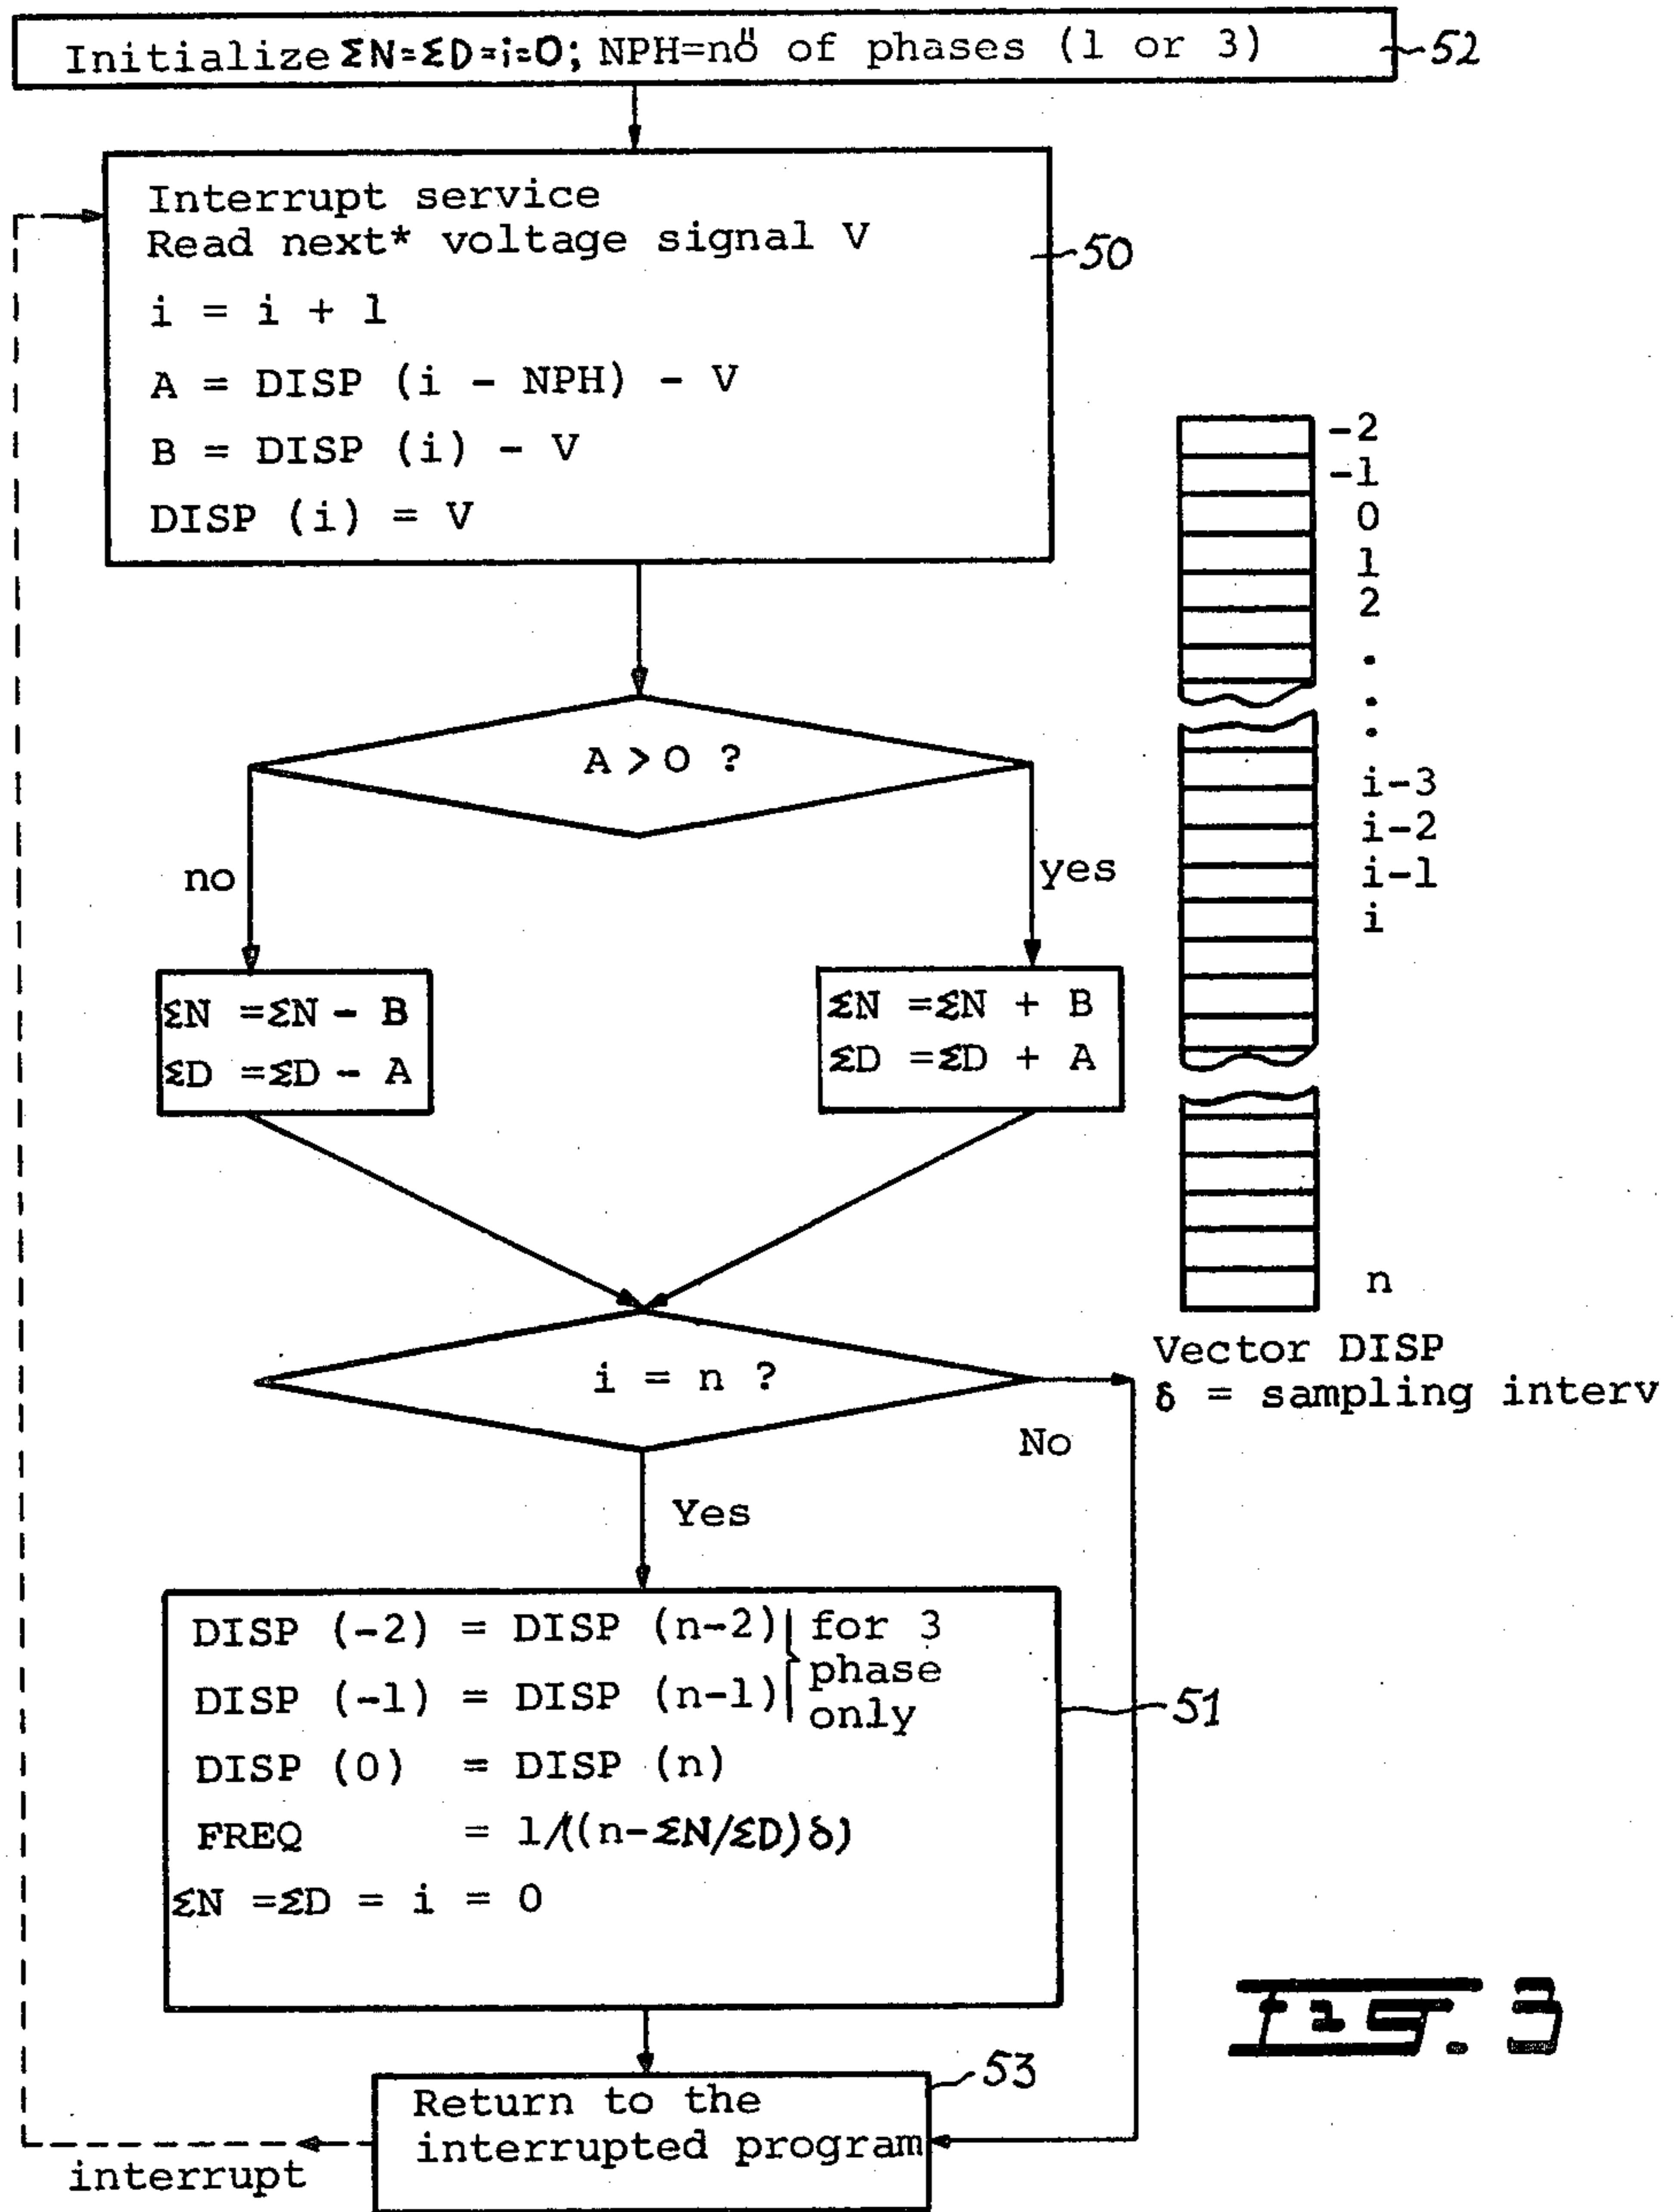 Initialize ΣN=ΣD=i=0; NPH=nö of phases (1 or 3)
52
Interrupt service
Read next* voltage signal V
i = i + 1
A = DISP (i - NPH) - V
B = DISP (i) - V
DISP (i) = V
50
A > 0 ?
no
yes
ΣN =ΣN - B
ΣD =ΣD - A
ΣN =ΣN + B
ΣD =ΣD + A
i = n ?
No
Yes
-2
-1
0
1
2
.
.
.
i-3
i-2
i-1
i
n
Vector DISP
δ = sampling interv
DISP (-2) = DISP (n-2) for 3
phase
DISP (-1) = DISP (n-1) only
DISP (0) = DISP (n)
FREQ = 1/((n-ΣN/ΣD)δ)
ΣN =ΣD = i = 0
51
Return to the
interrupted program
53
interrupt
Fig. 3